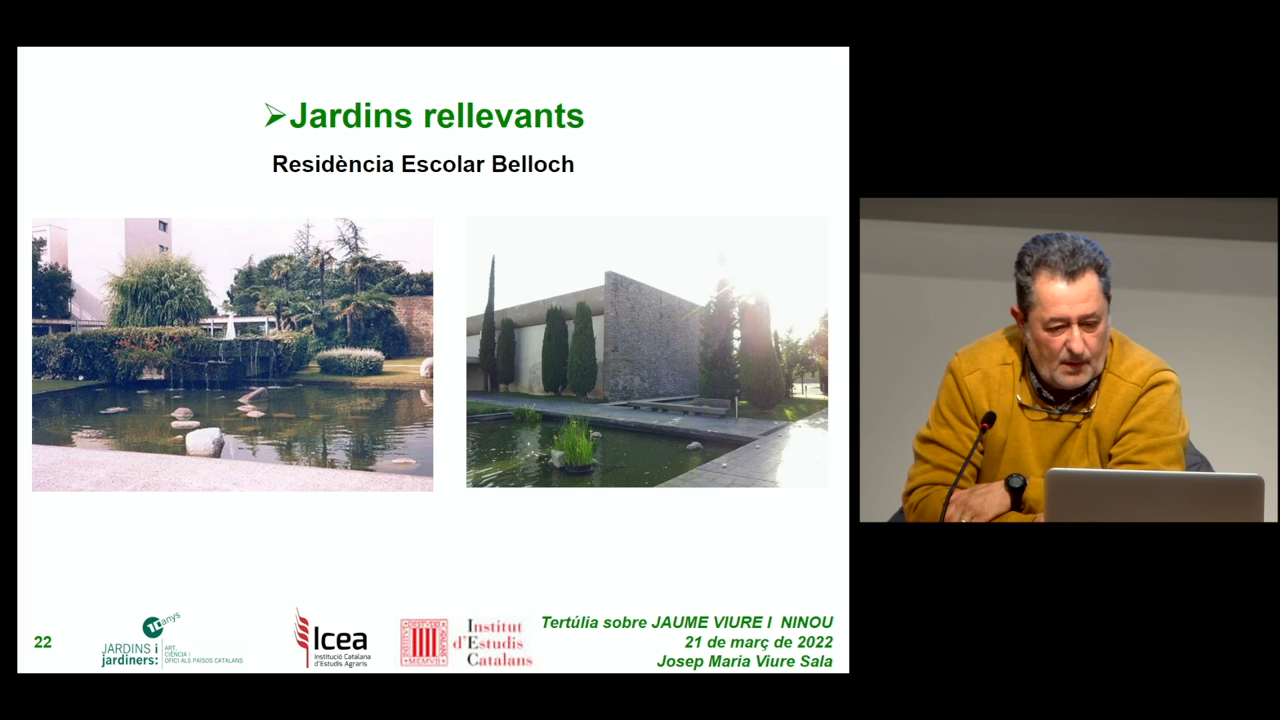 ➢Jardins rellevants
Residència Escolar Belloch
22
10anys
JARDINS I
jardiners:
ART,
CIÈNCIA I
OFICI ALS PAÏSOS CATALANS
Icea
Institució Catalana
d'Estudis Agraris
Institut
d'Estudis
Catalans
Tertúlia sobre JAUME VIURE I NINOU
21 de març de 2022
Josep Maria Viure Sala